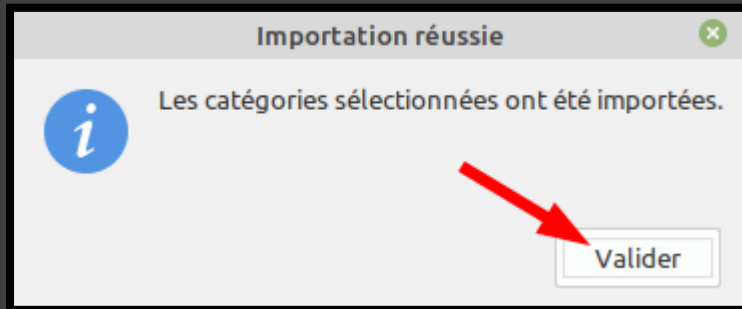 Importation réussie
Les catégories sélectionnées ont été importées.
Valider